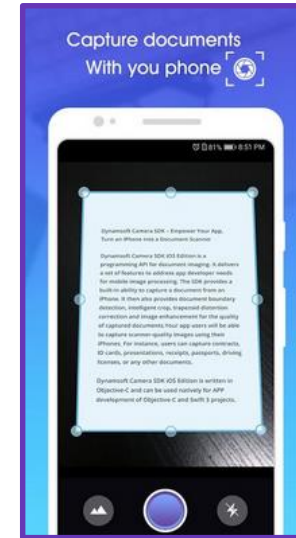 Capture documents
With you phone
81% 8:51 PM
Dynamsoft Camera SDK – Empower Your App,
Turn an iPhone into a Document Scanner
Dynamsoft Camera SDK iOS Edition is a
programming API for document imaging. It delivers
a set of features to address app developer needs
for mobile image processing. The SDK provides a
built-in ability to capture a document from an
iPhone. It then also provides document boundary
detection, intelligent crop, trapezoid distortion
correction and image enhancement for the quality
of captured documents.Your app users will be able
to capture scanner-quality images using their
iPhones. For instance, users can capture contracts,
ID cards, presentations, receipts, passports, driving
licenses, or any other documents.
Dynamsoft Camera SDK iOS Edition is written in
Objective-C and can be used natively for APP
development of Objective-C and Swift 3 projects.